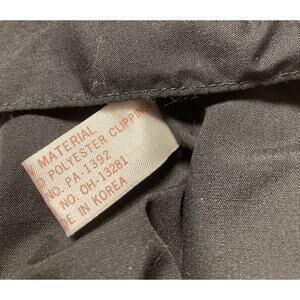 MATERIAL
POLYESTER CLIPPING
NO. PA-1392
NO. OH-13281
IN KOREA